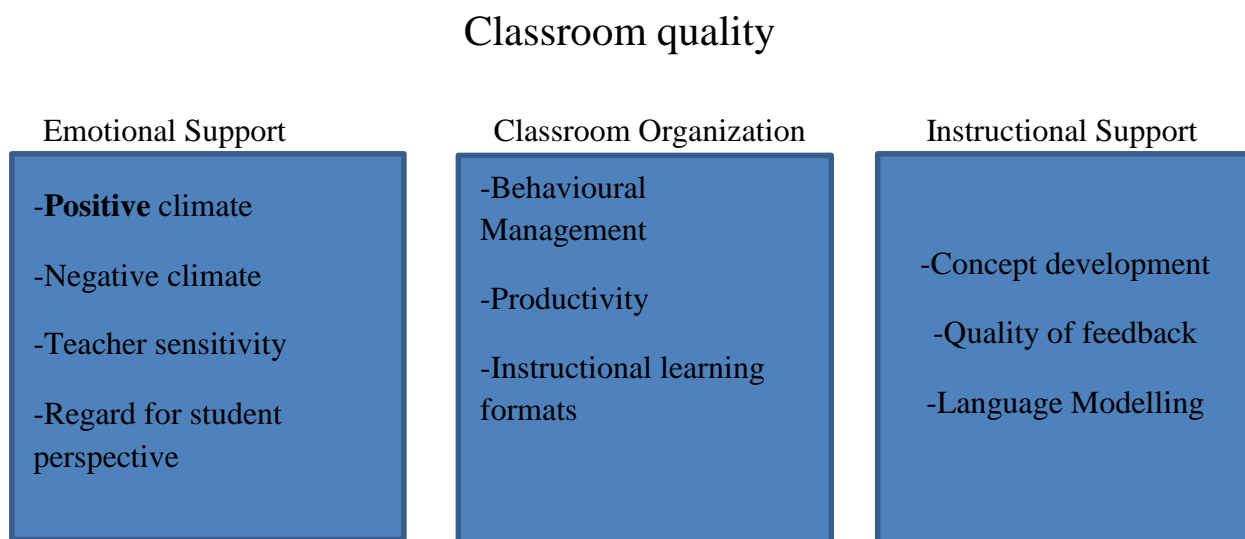 Classroom quality
Emotional Support
-Positive climate
-Negative climate
-Teacher sensitivity
-Regard for student
perspective
Classroom Organization
-Behavioural
Management
-Productivity
-Instructional learning
formats
Instructional Support
-Concept development
-Quality of feedback
-Language Modelling